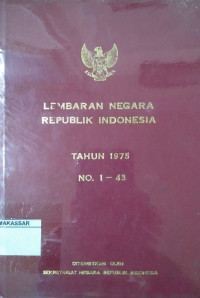 LEMBARAN NEGARA
REPUBLIK INDONESIA
TAHUN 1975
NO. 1 - 43
MAKASSAR
DITERBITKAN OLEH
SEKRETARIAT NEGARA REPUBLIK INDONESIA